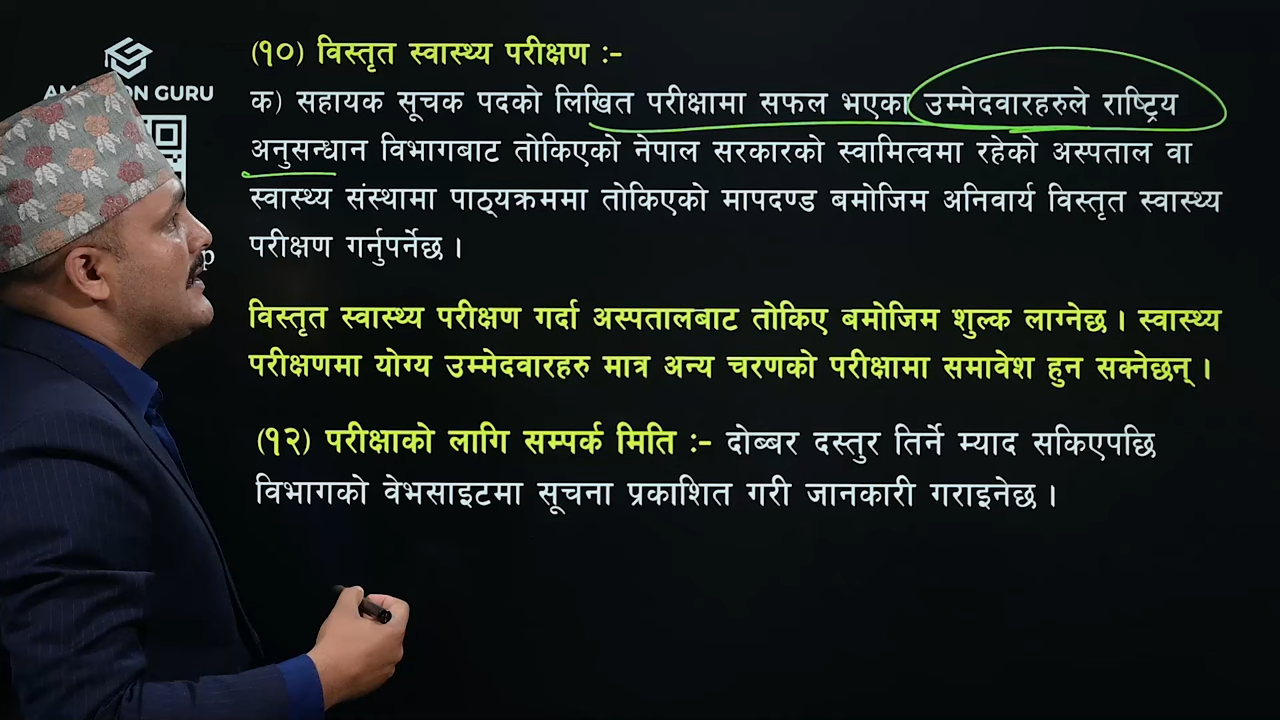 (१०) विस्तृत स्वास्थ्य परीक्षण :-
GURU
क) सहायक सूचक पदको लिखित परीक्षामा सफल भएका उम्मेदवारहरुले राष्ट्रिय
अनुसन्धान विभागबाट तोकिएको नेपाल सरकारको स्वामित्वमा रहेको अस्पताल वा
स्वास्थ्य संस्थामा पाठ्यक्रममा तोकिएको मापदण्ड बमोजिम अनिवार्य विस्तृत स्वास्थ्य
परीक्षण गर्नुपर्नेछ ।
विस्तृत स्वास्थ्य परीक्षण गर्दा अस्पतालबाट तोकिए बमोजिम शुल्क लाग्नेछ । स्वास्थ्य
परीक्षणमा योग्य उम्मेदवारहरु मात्र अन्य चरणको परीक्षामा समावेश हुन सक्नेछन् ।
(१२) परीक्षाको लागि सम्पर्क मिति :- दोब्बर दस्तुर तिर्ने म्याद सकिएपछि
विभागको वेभसाइटमा सूचना प्रकाशित गरी जानकारी गराइनेछ ।